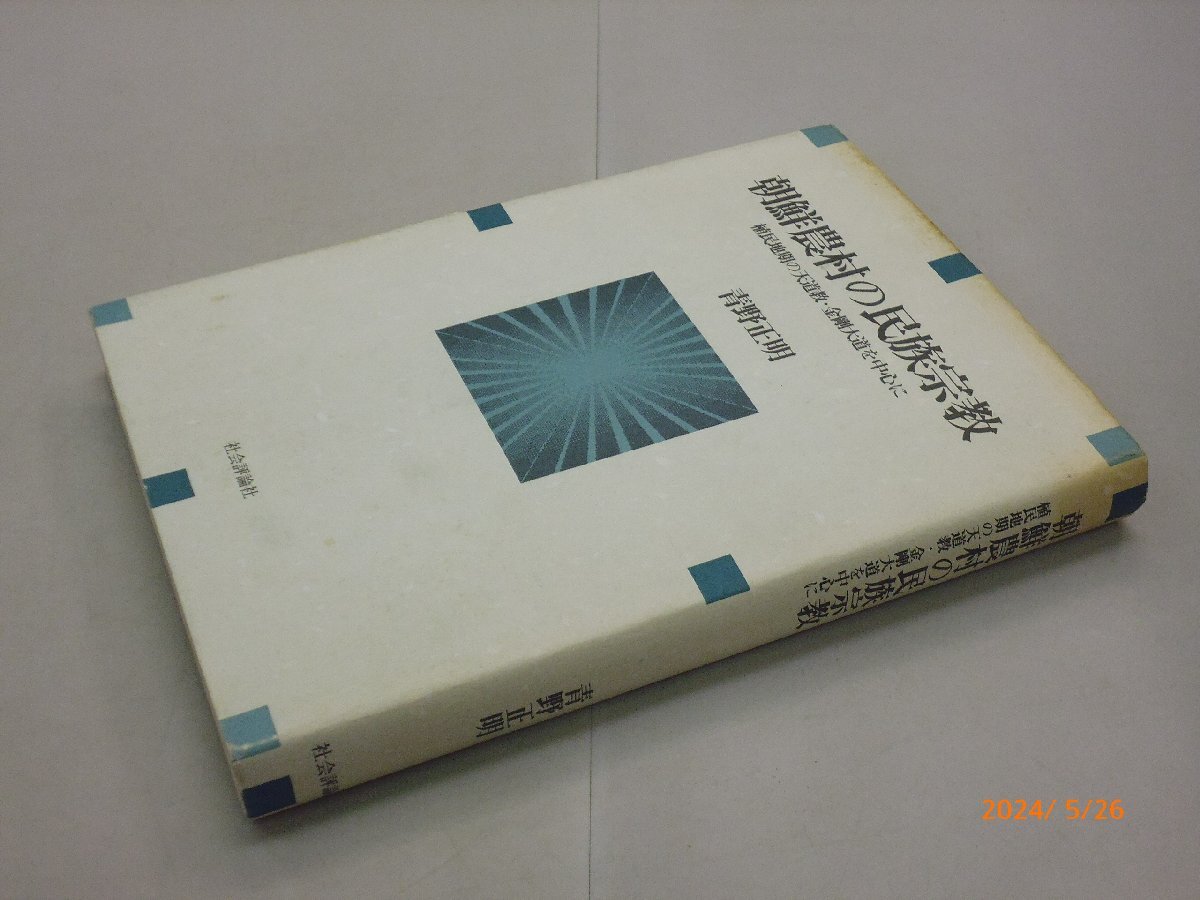 朝鮮農村の民族宗教
植民地期の天道教・金剛大道を中心に
青野正明
社会評論社
朝鮮農村の民族宗教
植民地期の天道教・金剛大道を中心に
青野正明
社会評論
2024/ 5/26